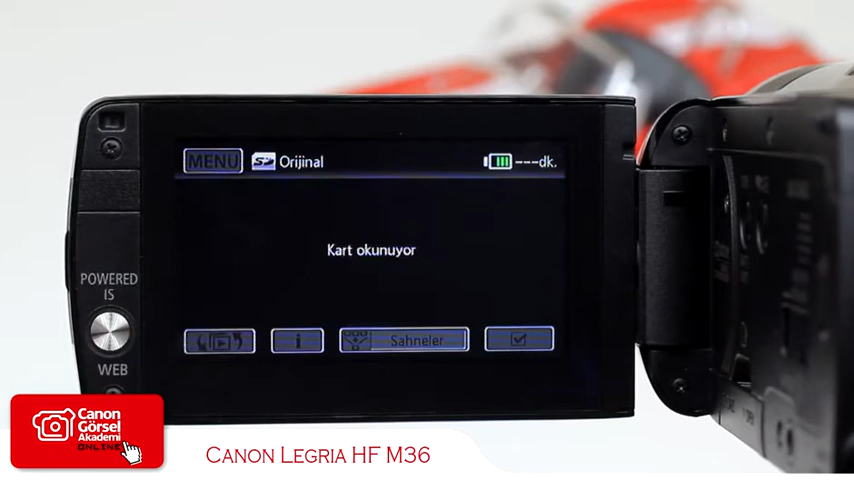 MENU
Orijinal
---dk.
Kart okunuyor
Sahneler
POWERED
IS
WEB
Canon
Görsel
Akademi
ONLINE
CANON LEGRIA HF M36